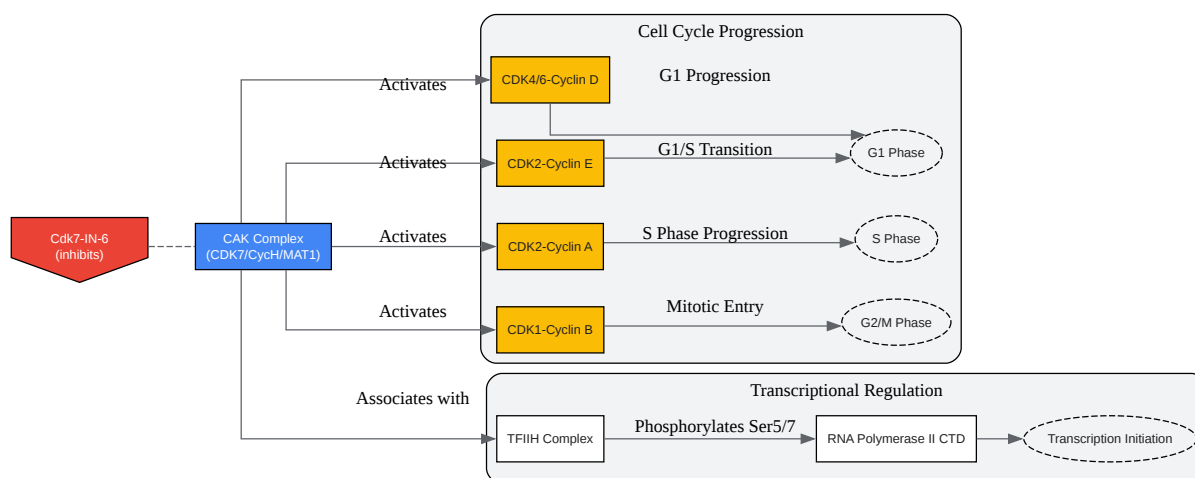 Cell Cycle Progression
Activates
CDK4/6-Cyclin D
G1 Progression
Activates
CDK2-Cyclin E
G1/S Transition
G1 Phase
Cdk7-IN-6
(inhibits)
CAK Complex
(CDK7/CycH/MAT1)
Activates
CDK2-Cyclin A
S Phase Progression
S Phase
Activates
CDK1-Cyclin B
Mitotic Entry
G2/M Phase
Transcriptional Regulation
Associates with
TFIIH Complex
Phosphorylates Ser5/7
RNA Polymerase II CTD
Transcription Initiation